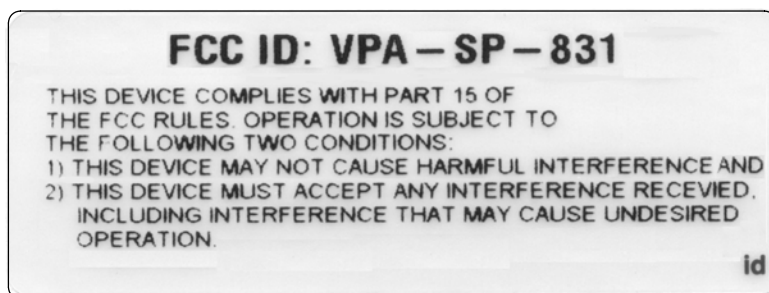 FCC ID: VPA – SP – 831
THIS DEVICE COMPLIES WITH PART 15 OF
THE FCC RULES. OPERATION IS SUBJECT TO
THE FOLLOWING TWO CONDITIONS:
1) THIS DEVICE MAY NOT CAUSE HARMFUL INTERFERENCE AND
2) THIS DEVICE MUST ACCEPT ANY INTERFERENCE RECEVIED,
INCLUDING INTERFERENCE THAT MAY CAUSE UNDESIRED
OPERATION.
id